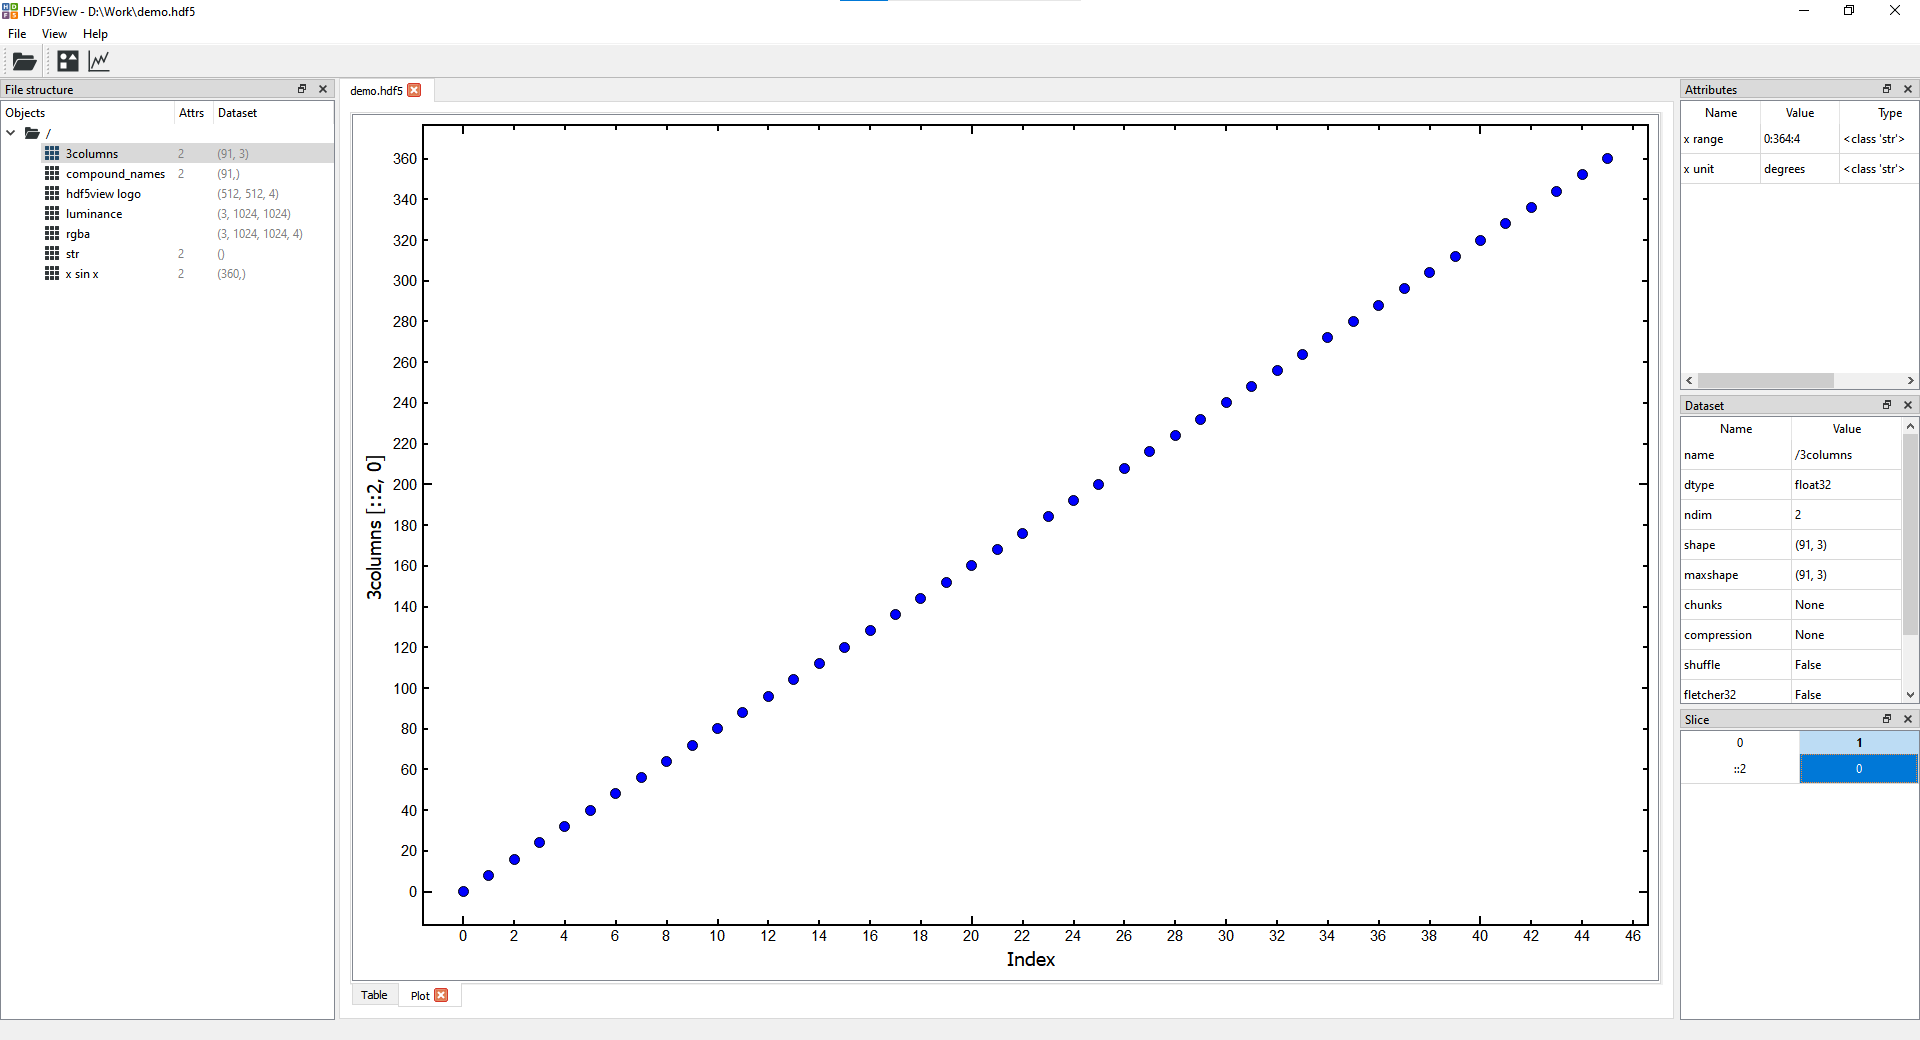 HDF5View - D:\Work\demo.hdf5
File View Help
File structure
Objects Attrs Dataset
/
3columns 2 (91, 3)
compound_names 2 (91,)
hdf5view logo (512, 512, 4)
luminance (3, 1024, 1024)
rgba (3, 1024, 1024, 4)
str 2 ()
x sin x 2 (360,)
demo.hdf5
3columns [::2, 0]
360
340
320
300
280
260
240
220
200
180
160
140
120
100
80
60
40
20
0
0 2 4 6 8 10 12 14 16 18 20 22 24 26 28 30 32 34 36 38 40 42 44 46
Index
Table Plot
Attributes
Name Value Type
x range 0:364:4 <class 'str'>
x unit degrees <class 'str'>
Dataset
Name Value
name /3columns
dtype float32
ndim 2
shape (91, 3)
maxshape (91, 3)
chunks None
compression None
shuffle False
fletcher32 False
Slice
0 1
::2 0